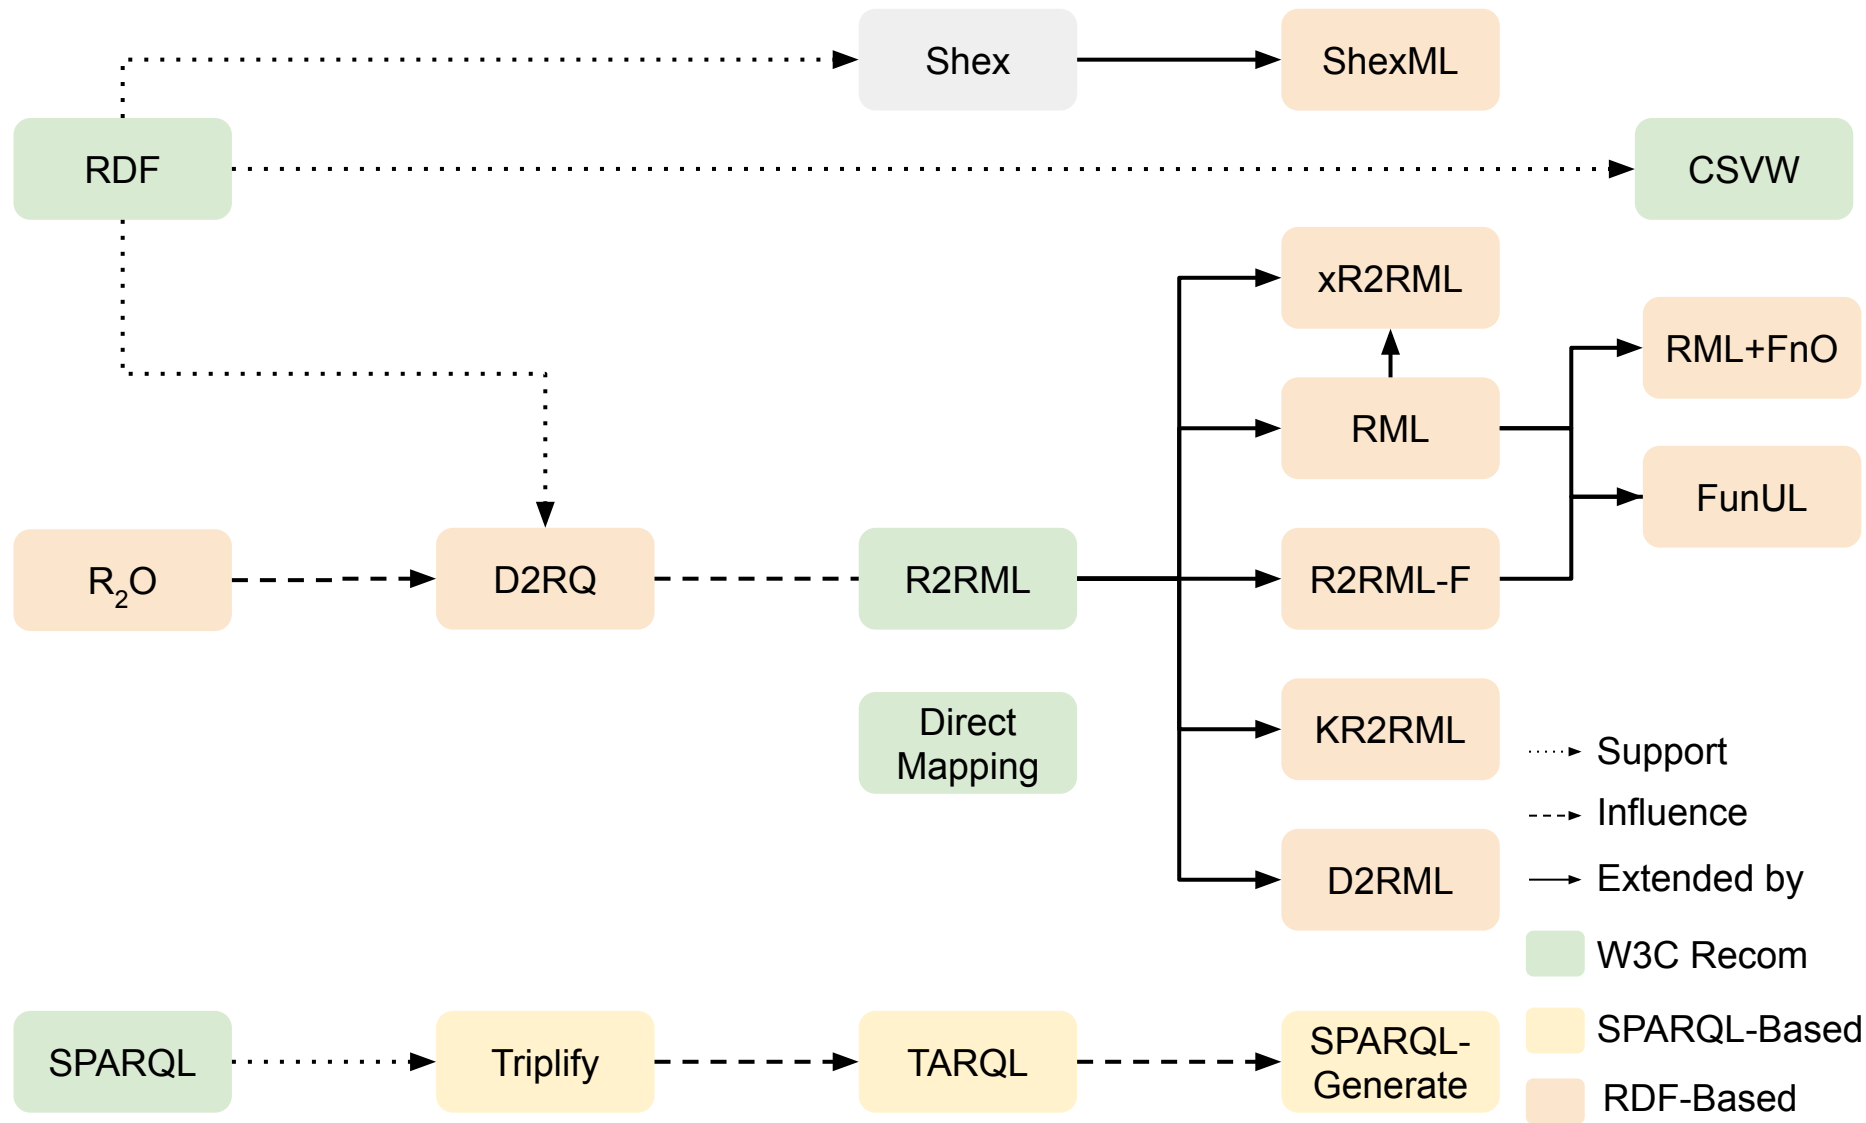 Shex
ShexML
RDF
CSVW
xR2RML
RML+FnO
RML
FunUL
R₂O
D2RQ
R2RML
R2RML-F
Direct
Mapping
KR2RML
Support
Influence
D2RML
Extended by
W3C Recom
SPARQL
Triplify
TARQL
SPARQL-
Generate
SPARQL-Based
RDF-Based